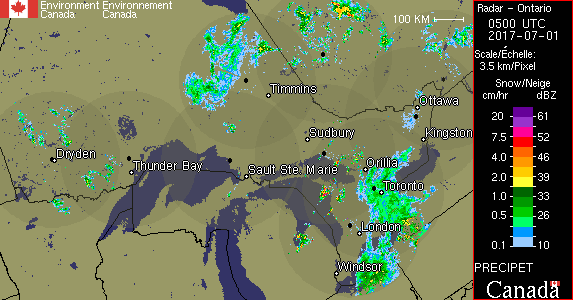 Environment Environnement
Canada Canada
100 KM
Timmins
Ottawa
Sudbury
Kingston
Dryden
Thunder Bay
Sault Ste. Marie
Orillia
Toronto
London
Windsor
Radar - Ontario
0500 UTC
2017-07-01
Scale/Échelle:
3.5 km/Pixel
Snow/Neige
cm/hr dBZ
20 61
7.5 52
4.0 46
2.0 39
1.0 33
0.5 26
0.1 10
PRECIPET
Canada